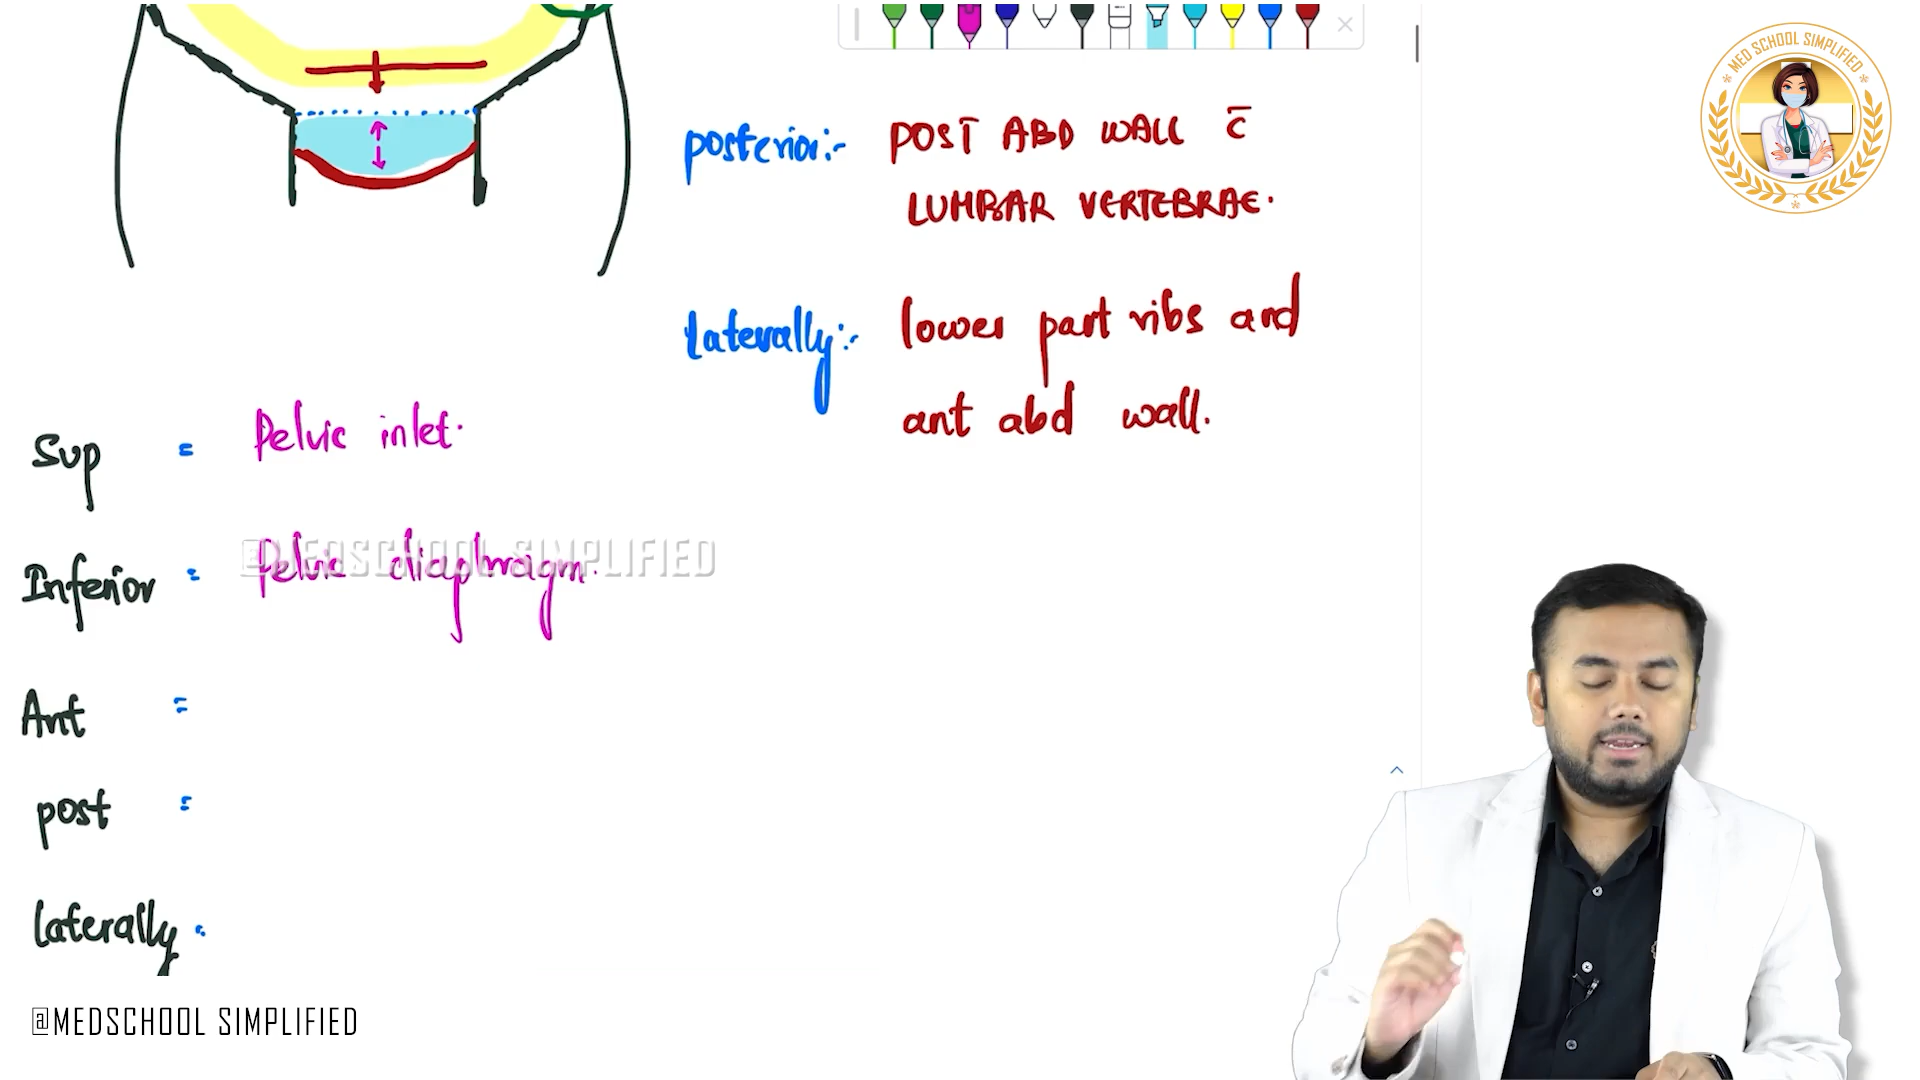 MED SCHOOL SIMPLIFIED
posterior:- POST ABD WALL c̄
LUMBAR VERTEBRAE.
Laterally:- lower part ribs and
ant abd wall.
Sup = Pelvic inlet.
Inferior = Pelvic diaphragm.
@MEDSCHOOL SIMPLIFIED
Ant =
post =
Laterally =
@MEDSCHOOL SIMPLIFIED